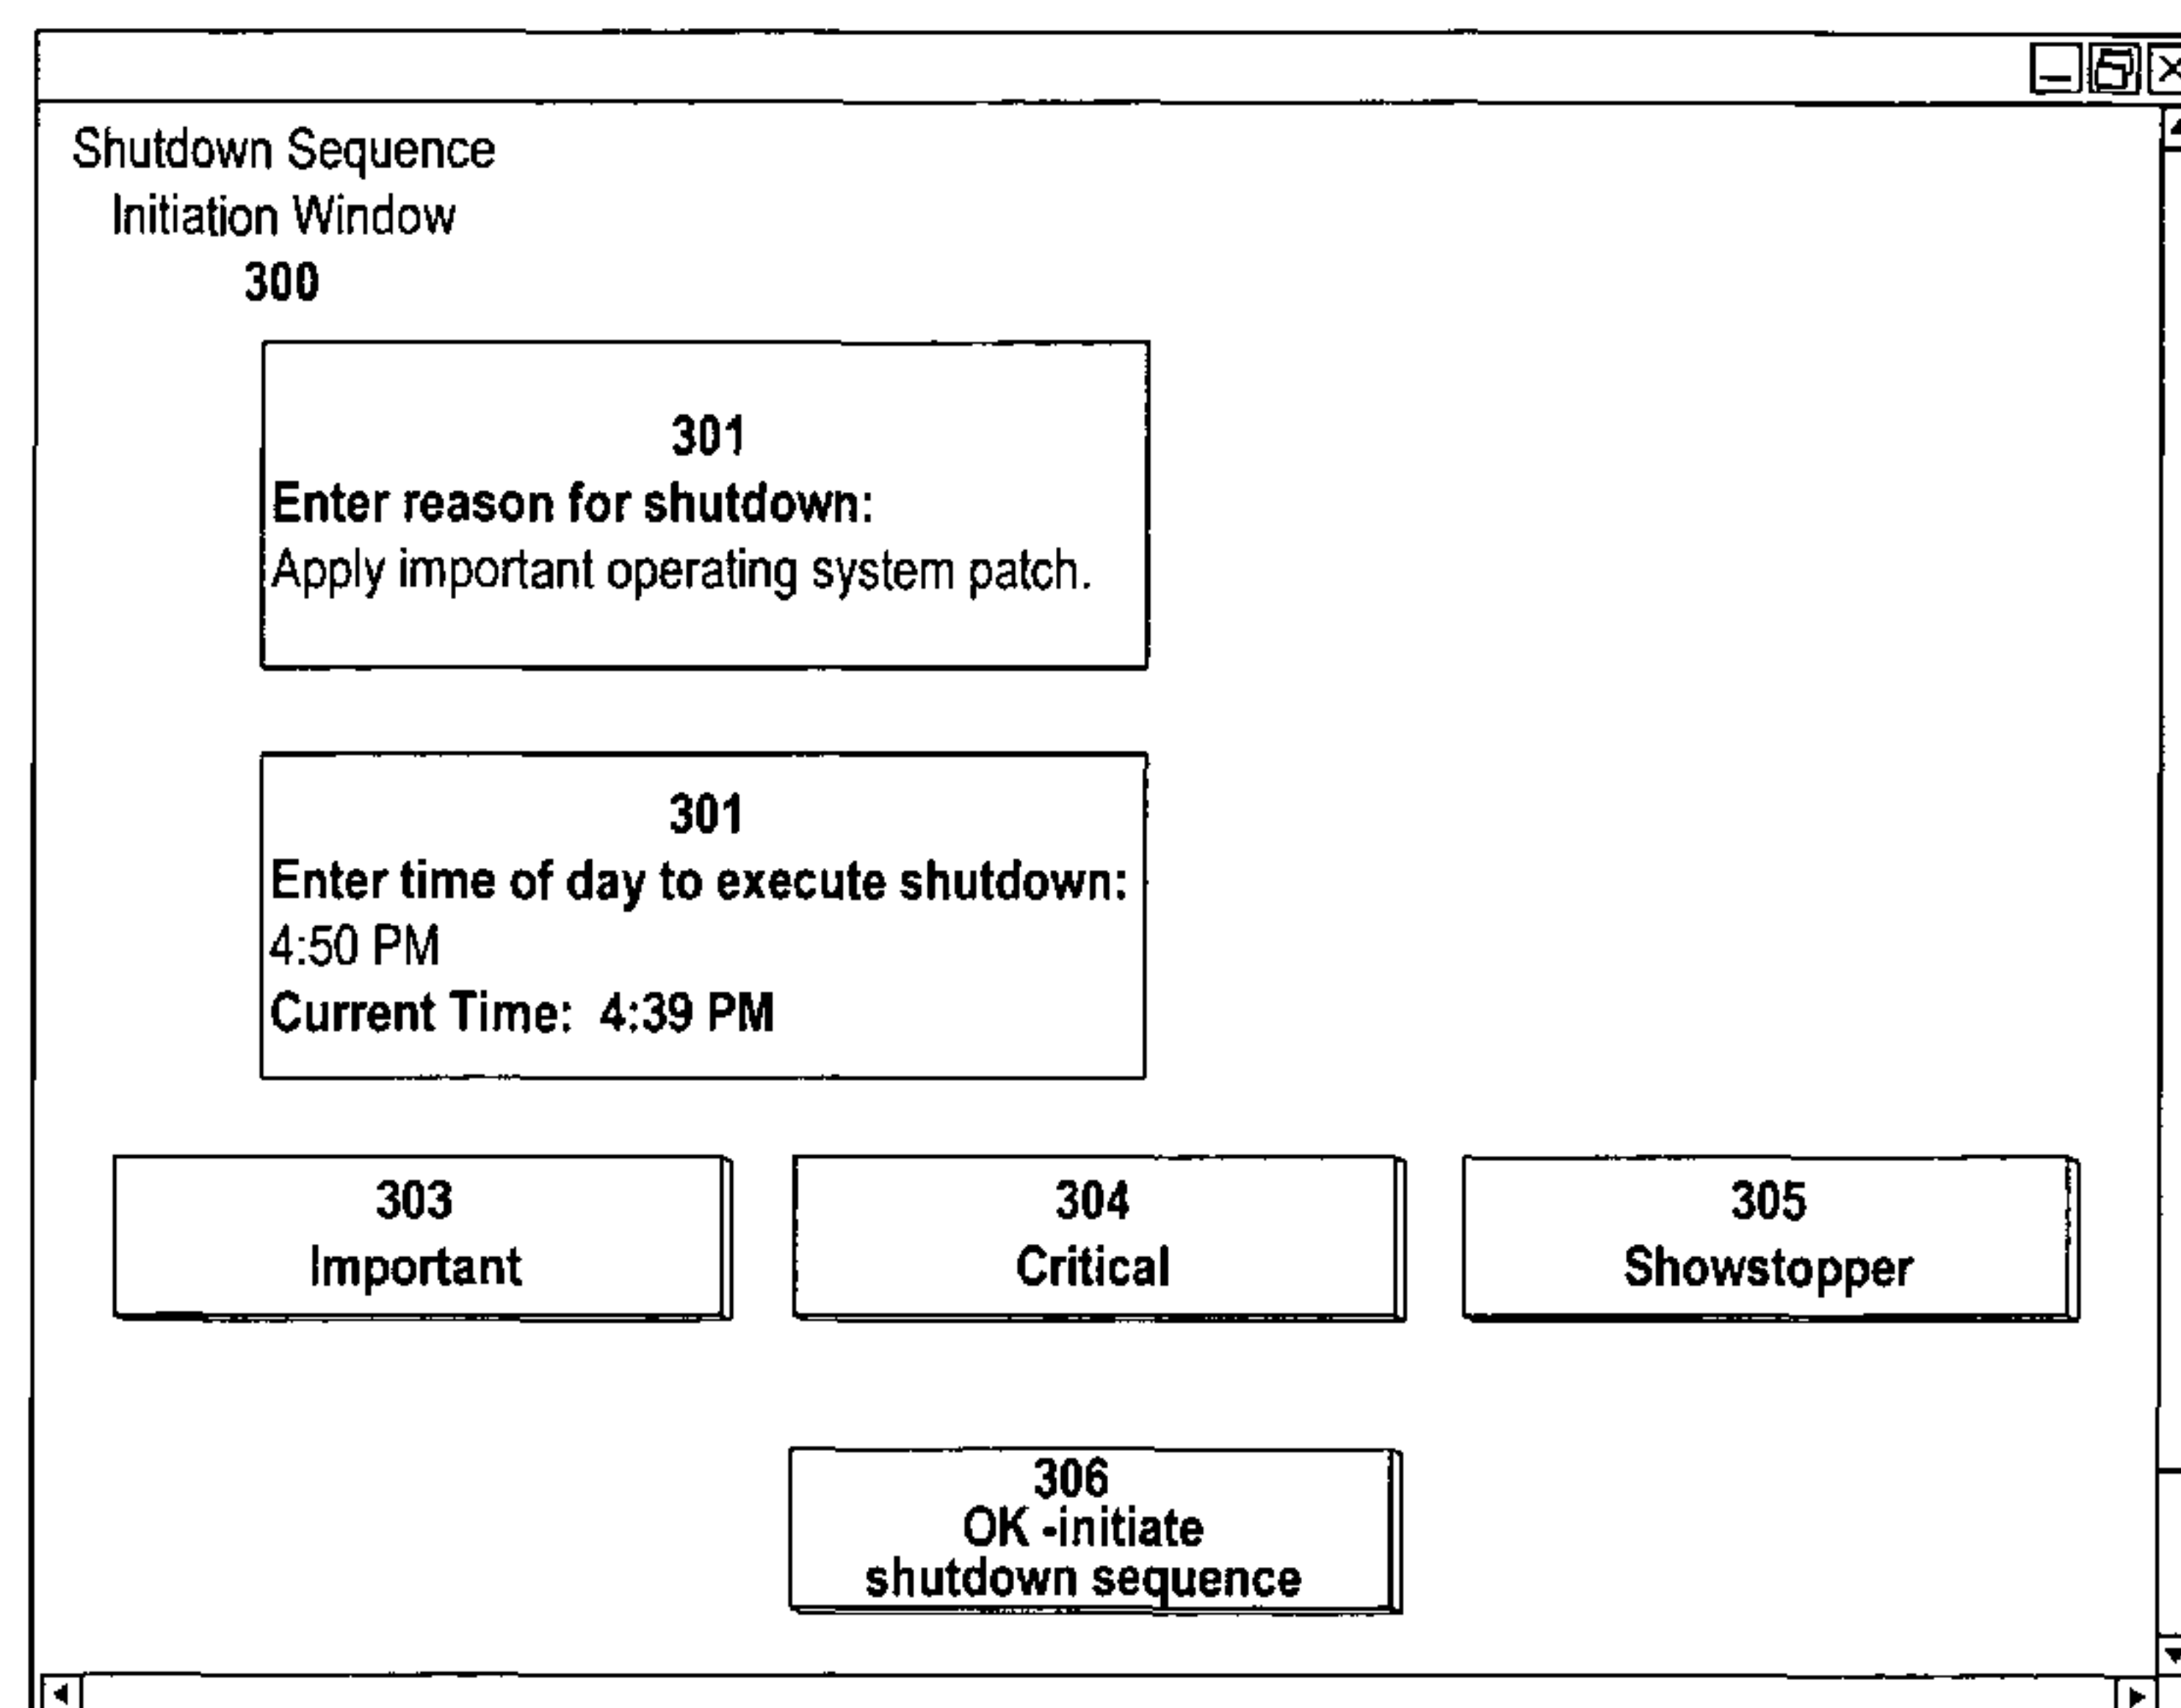 Shutdown Sequence
Initiation Window
300
301
Enter reason for shutdown:
Apply important operating system patch.
301
Enter time of day to execute shutdown:
4:50 PM
Current Time: 4:39 PM
303
Important
304
Critical
305
Showstopper
306
OK -initiate
shutdown sequence